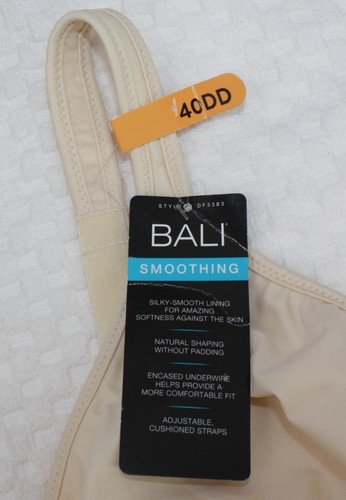 40DD
STYLE DF3383
BALI
SMOOTHING
SILKY-SMOOTH LINING
FOR AMAZING
SOFTNESS AGAINST THE SKIN
NATURAL SHAPING
WITHOUT PADDING
ENCASED UNDERWIRE
HELPS PROVIDE A
MORE COMFORTABLE FIT
ADJUSTABLE,
CUSHIONED STRAPS